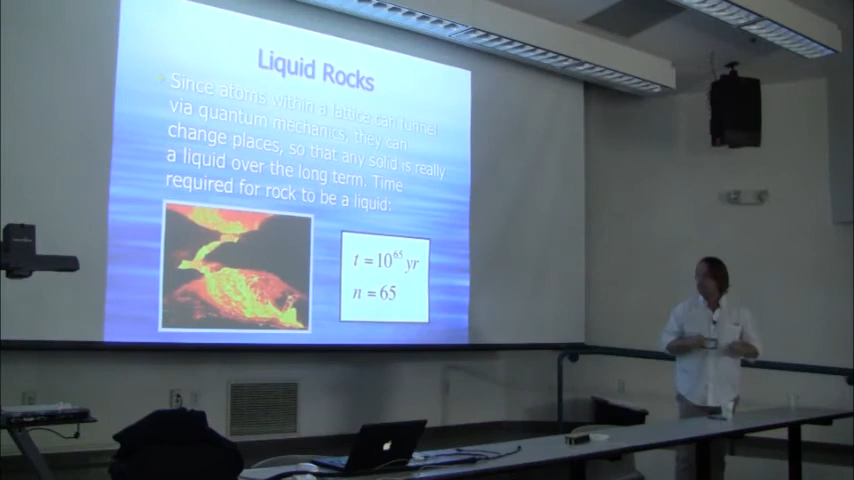 Liquid Rocks
Since atoms within a lattice can tunnel
via quantum mechanics, they can
change places, so that any solid is really
a liquid over the long term. Time
required for rock to be a liquid:
t = 10^65 yr
n = 65